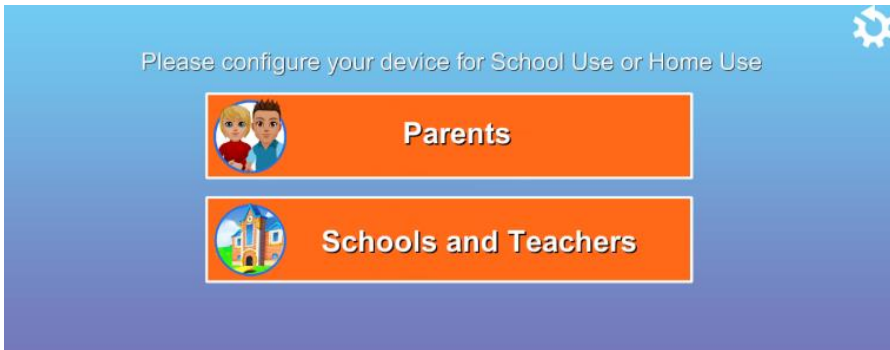 Please configure your device for School Use or Home Use
Parents
Schools and Teachers